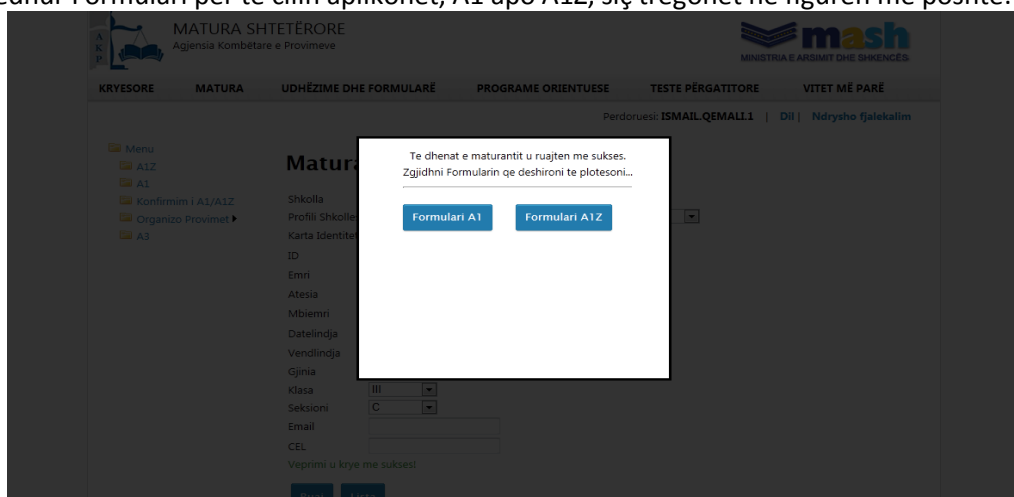 Formulari për të cilin aplikohet, A1 apo A1Z, siç tregohet në figurën më poshtë:
MATURA SHTETËRORE
Agjensia Kombëtare e Provimeve
A
K
P
mash
MINISTRIA E ARSIMIT DHE SHKENCËS
KRYESORE MATURA UDHËZIME DHE FORMULARË PROGRAME ORIENTUESE TESTE PËRGATITORE VITET MË PARË
Perdoruesi: ISMAIL.QEMALI.1 | Dil | Ndrysho fjalekalim
Menu
A1Z
A1
Konfirmim i A1/A1Z
Organizo Provimet
A3
Te dhenat e maturantit u ruajten me sukses.
Zgjidhni Formularin qe deshironi te plotesoni...
Formulari A1 Formulari A1Z
Shkolla
Profili Shkolle
Karta Identitet
ID
Emri
Atesia
Mbiemri
Datelindja
Vendlindja
Gjinia
Klasa III
Seksioni C
Email
CEL
Veprimi u krye me sukses!